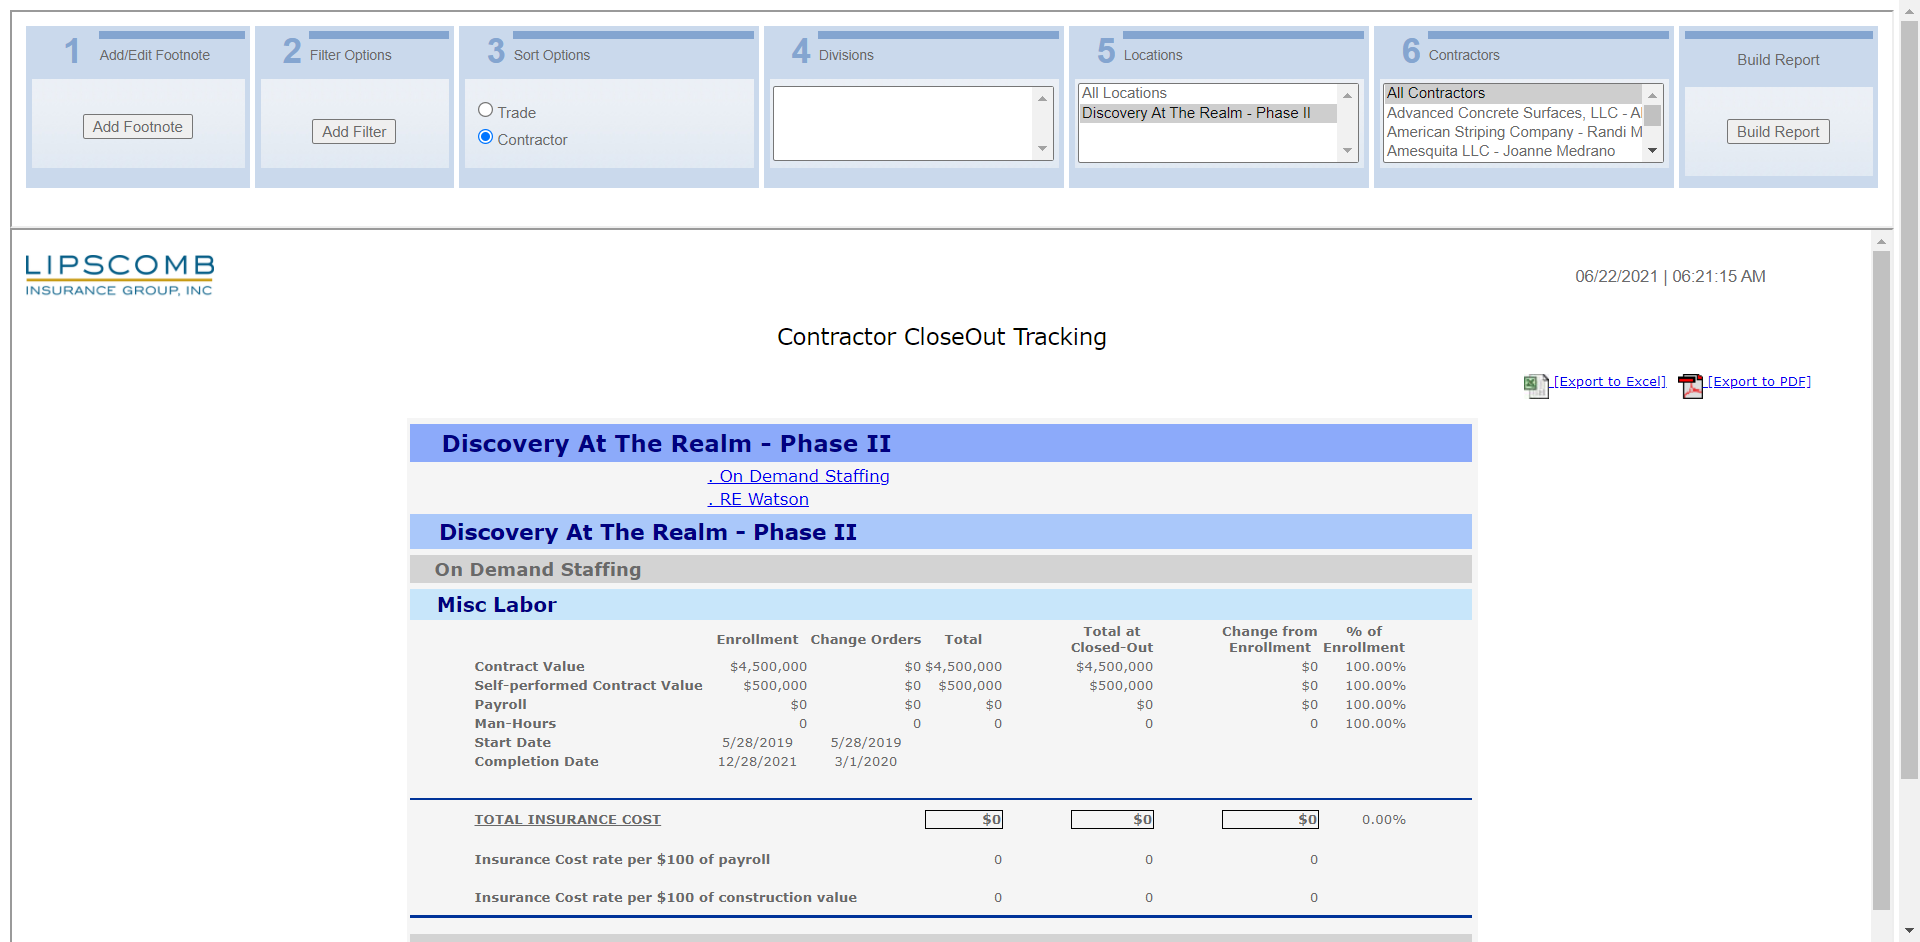 1 Add/Edit Footnote
Add Footnote
2 Filter Options
Add Filter
3 Sort Options
Trade
Contractor
4 Divisions
5 Locations
All Locations
Discovery At The Realm - Phase II
6 Contractors
All Contractors
Advanced Concrete Surfaces, LLC - A
American Striping Company - Randi M
Amesquita LLC - Joanne Medrano
Build Report
Build Report
LIPSCOMB
INSURANCE GROUP, INC
06/22/2021 | 06:21:15 AM
Contractor CloseOut Tracking
[Export to Excel] [Export to PDF]
Discovery At The Realm - Phase II
. On Demand Staffing
. RE Watson
Discovery At The Realm - Phase II
On Demand Staffing
Misc Labor
Enrollment Change Orders Total Total at Closed-Out Change from Enrollment % of Enrollment
Contract Value $4,500,000 $0 $4,500,000 $4,500,000 $0 100.00%
Self-performed Contract Value $500,000 $0 $500,000 $500,000 $0 100.00%
Payroll $0 $0 $0 $0 $0 100.00%
Man-Hours 0 0 0 0 0 100.00%
Start Date 5/28/2019 5/28/2019
Completion Date 12/28/2021 3/1/2020
TOTAL INSURANCE COST $0 $0 $0 0.00%
Insurance Cost rate per $100 of payroll 0 0 0
Insurance Cost rate per $100 of construction value 0 0 0